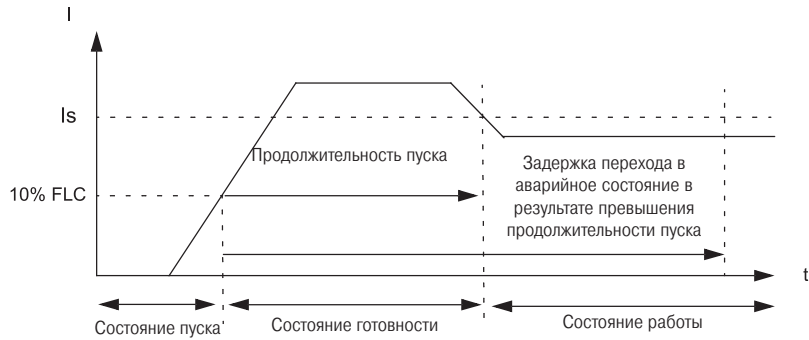 I
Is
Продолжительность пуска
Задержка перехода в
аварийное состояние в
результате превышения
продолжительности пуска
10% FLC
t
Состояние пуска
Состояние готовности
Состояние работы